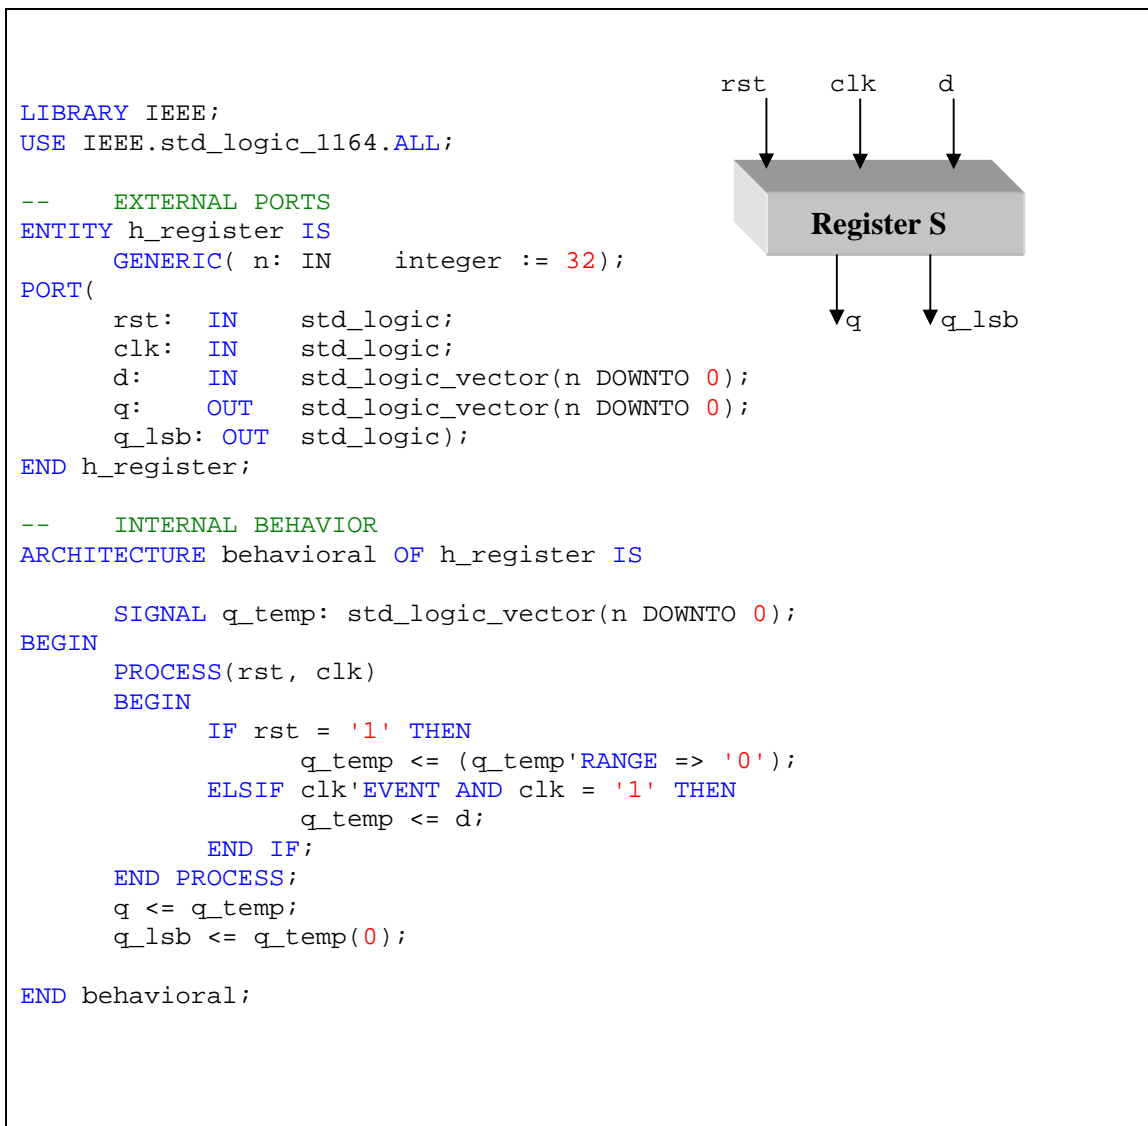 rst clk d
LIBRARY IEEE;
USE IEEE.std_logic_1164.ALL;
-- EXTERNAL PORTS
ENTITY h_register IS
Register S
GENERIC( n: IN integer := 32);
PORT(
rst: IN std_logic;
q q_lsb
clk: IN std_logic;
d: IN std_logic_vector(n DOWNTO 0);
q: OUT std_logic_vector(n DOWNTO 0);
q_lsb: OUT std_logic);
END h_register;
-- INTERNAL BEHAVIOR
ARCHITECTURE behavioral OF h_register IS
SIGNAL q_temp: std_logic_vector(n DOWNTO 0);
BEGIN
PROCESS(rst, clk)
BEGIN
IF rst = '1' THEN
q_temp <= (q_temp'RANGE => '0');
ELSIF clk'EVENT AND clk = '1' THEN
q_temp <= d;
END IF;
END PROCESS;
q <= q_temp;
q_lsb <= q_temp(0);
END behavioral;